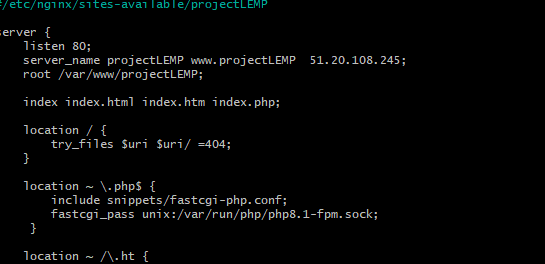 #/etc/nginx/sites-available/projectLEMP
server {
listen 80;
server_name projectLEMP www.projectLEMP  51.20.108.245;
root /var/www/projectLEMP;
index index.html index.htm index.php;
location / {
try_files $uri $uri/ =404;
}
location ~ \.php$ {
include snippets/fastcgi-php.conf;
fastcgi_pass unix:/var/run/php/php8.1-fpm.sock;
}
location ~ /\.ht {